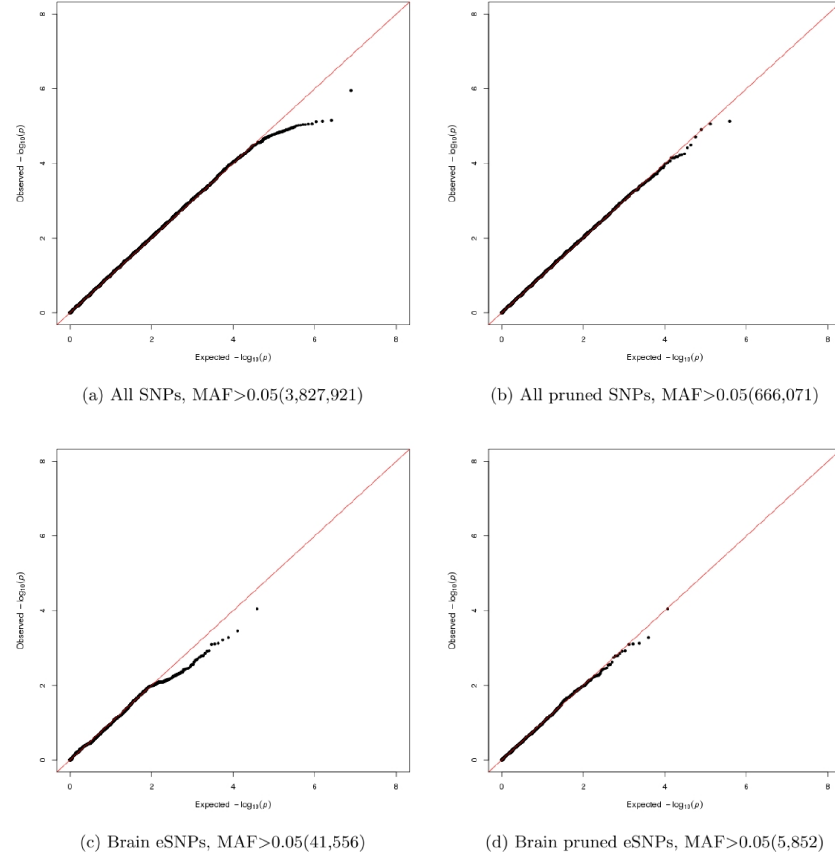 8
6
4
2
0
Observed −log10(p)
0 2 4 6 8
Expected −log10(p)
(a) All SNPs, MAF>0.05(3,827,921)
8
6
4
2
0
Observed −log10(p)
0 2 4 6 8
Expected −log10(p)
(b) All pruned SNPs, MAF>0.05(666,071)
8
6
4
2
0
Observed −log10(p)
0 2 4 6 8
Expected −log10(p)
(c) Brain eSNPs, MAF>0.05(41,556)
8
6
4
2
0
Observed −log10(p)
0 2 4 6 8
Expected −log10(p)
(d) Brain pruned eSNPs, MAF>0.05(5,852)